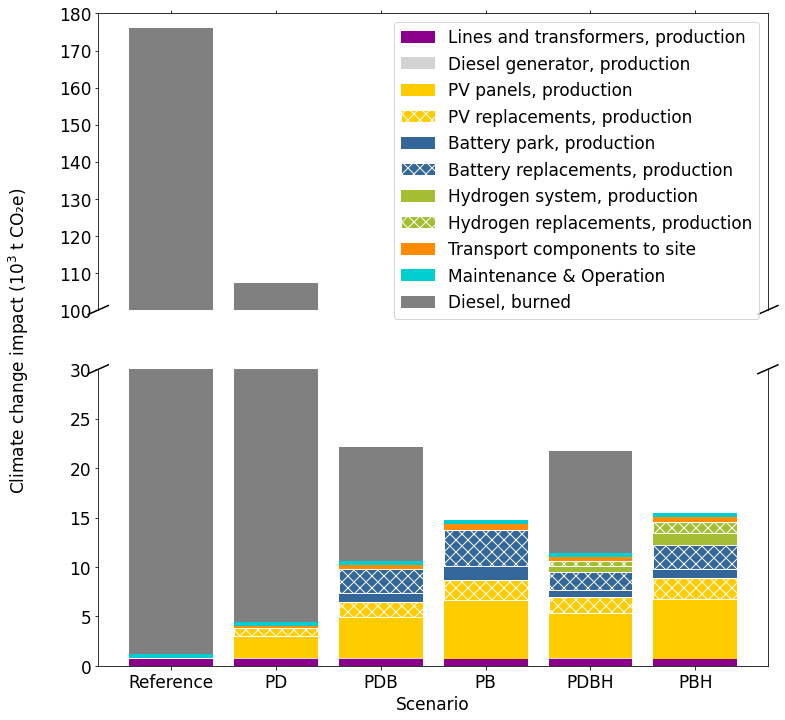 Climate change impact (10³ t CO₂e)
180
170
160
150
140
130
120
110
100
30
25
20
15
10
5
0
Lines and transformers, production
Diesel generator, production
PV panels, production
PV replacements, production
Battery park, production
Battery replacements, production
Hydrogen system, production
Hydrogen replacements, production
Transport components to site
Maintenance & Operation
Diesel, burned
Reference PD PDB PB PDBH PBH
Scenario